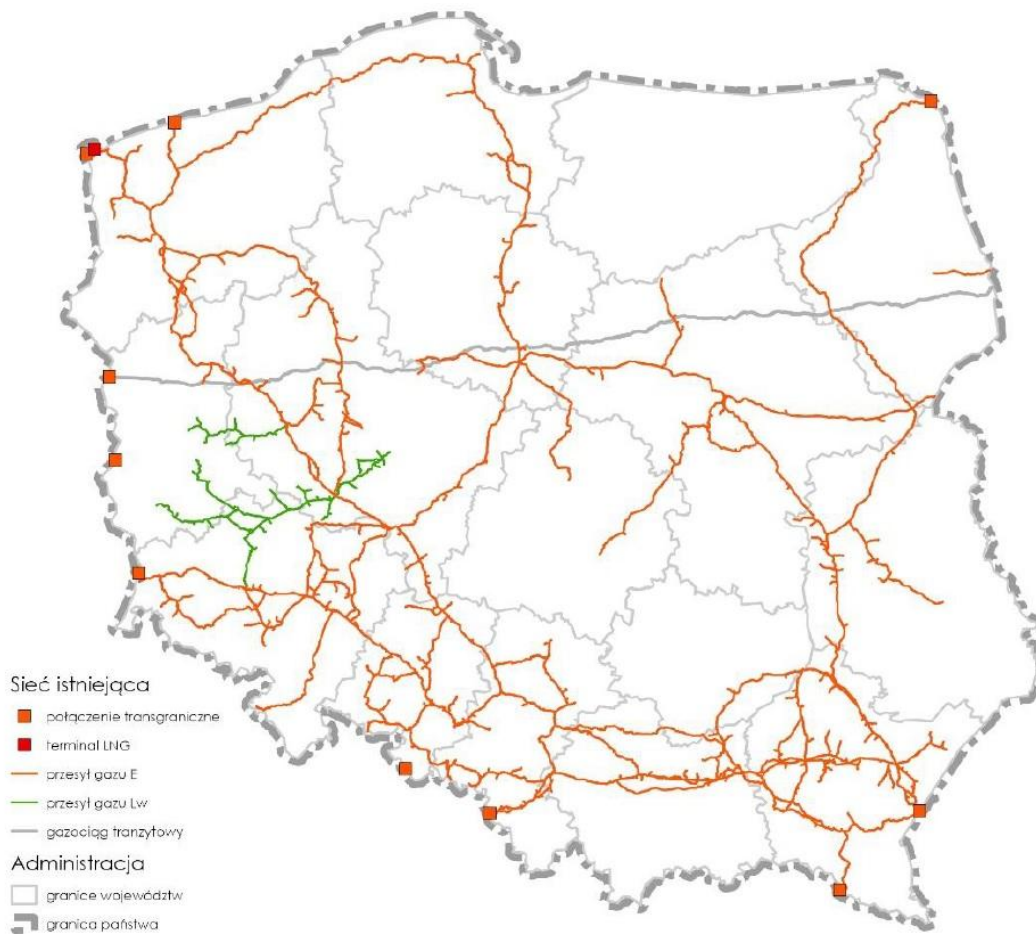 Sieć istniejąca
połączenie transgraniczne
terminal LNG
przesył gazu E
przesył gazu Lw
gazociąg tranzytowy
Administracja
granice województw
granica państwa